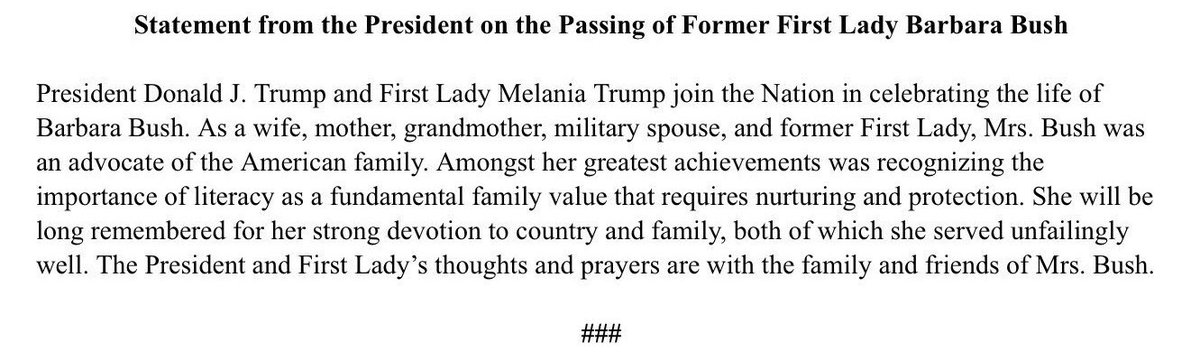 Statement from the President on the Passing of Former First Lady Barbara Bush
President Donald J. Trump and First Lady Melania Trump join the Nation in celebrating the life of
Barbara Bush. As a wife, mother, grandmother, military spouse, and former First Lady, Mrs. Bush was
an advocate of the American family. Amongst her greatest achievements was recognizing the
importance of literacy as a fundamental family value that requires nurturing and protection. She will be
long remembered for her strong devotion to country and family, both of which she served unfailingly
well. The President and First Lady’s thoughts and prayers are with the family and friends of Mrs. Bush.
###